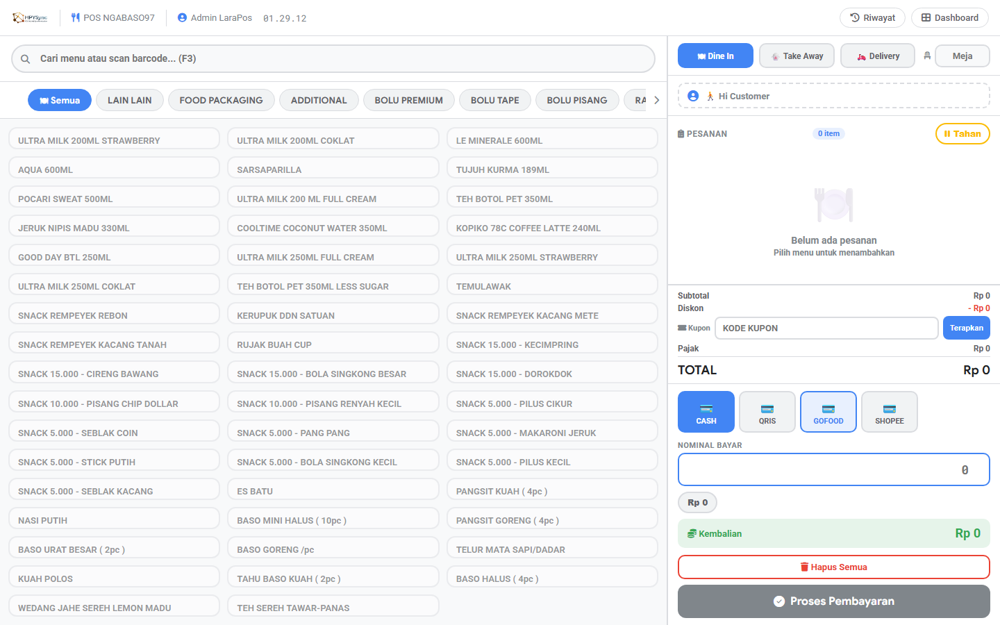 HPYSync
POS NGABASO97
Admin LaraPos
01.29.12
Riwayat
Dashboard
Cari menu atau scan barcode... (F3)
Semua
LAIN LAIN
FOOD PACKAGING
ADDITIONAL
BOLU PREMIUM
BOLU TAPE
BOLU PISANG
RA
ULTRA MILK 200ML STRAWBERRY
ULTRA MILK 200ML COKLAT
LE MINERALE 600ML
AQUA 600ML
SARSAPARILLA
TUJUH KURMA 189ML
POCARI SWEAT 500ML
ULTRA MILK 200 ML FULL CREAM
TEH BOTOL PET 350ML
JERUK NIPIS MADU 330ML
COOLTIME COCONUT WATER 350ML
KOPIKO 78C COFFEE LATTE 240ML
GOOD DAY BTL 250ML
ULTRA MILK 250ML FULL CREAM
ULTRA MILK 250ML STRAWBERRY
ULTRA MILK 250ML COKLAT
TEH BOTOL PET 350ML LESS SUGAR
TEMULAWAK
SNACK REMPEYEK REBON
KERUPUK DDN SATUAN
SNACK REMPEYEK KACANG METE
SNACK REMPEYEK KACANG TANAH
RUJAK BUAH CUP
SNACK 15.000 - KECIMPRING
SNACK 15.000 - CIRENG BAWANG
SNACK 15.000 - BOLA SINGKONG BESAR
SNACK 15.000 - DOROKDOK
SNACK 10.000 - PISANG CHIP DOLLAR
SNACK 10.000 - PISANG RENYAH KECIL
SNACK 5.000 - PILUS CIKUR
SNACK 5.000 - SEBLAK COIN
SNACK 5.000 - PANG PANG
SNACK 5.000 - MAKARONI JERUK
SNACK 5.000 - STICK PUTIH
SNACK 5.000 - BOLA SINGKONG KECIL
SNACK 5.000 - PILUS KECIL
SNACK 5.000 - SEBLAK KACANG
ES BATU
PANGSIT KUAH ( 4pc )
NASI PUTIH
BASO MINI HALUS ( 10pc )
PANGSIT GORENG ( 4pc )
BASO URAT BESAR ( 2pc )
BASO GORENG /pc
TELUR MATA SAPI/DADAR
KUAH POLOS
TAHU BASO KUAH ( 2pc )
BASO HALUS ( 4pc )
WEDANG JAHE SEREH LEMON MADU
TEH SEREH TAWAR-PANAS
Dine In
Take Away
Delivery
Meja
Hi Customer
PESANAN
0 item
Tahan
Belum ada pesanan
Pilih menu untuk menambahkan
Subtotal
Rp 0
Diskon
- Rp 0
Kupon
KODE KUPON
Terapkan
Pajak
Rp 0
TOTAL
Rp 0
CASH
QRIS
GOFOOD
SHOPEE
NOMINAL BAYAR
0
Rp 0
Kembalian
Rp 0
Hapus Semua
Proses Pembayaran